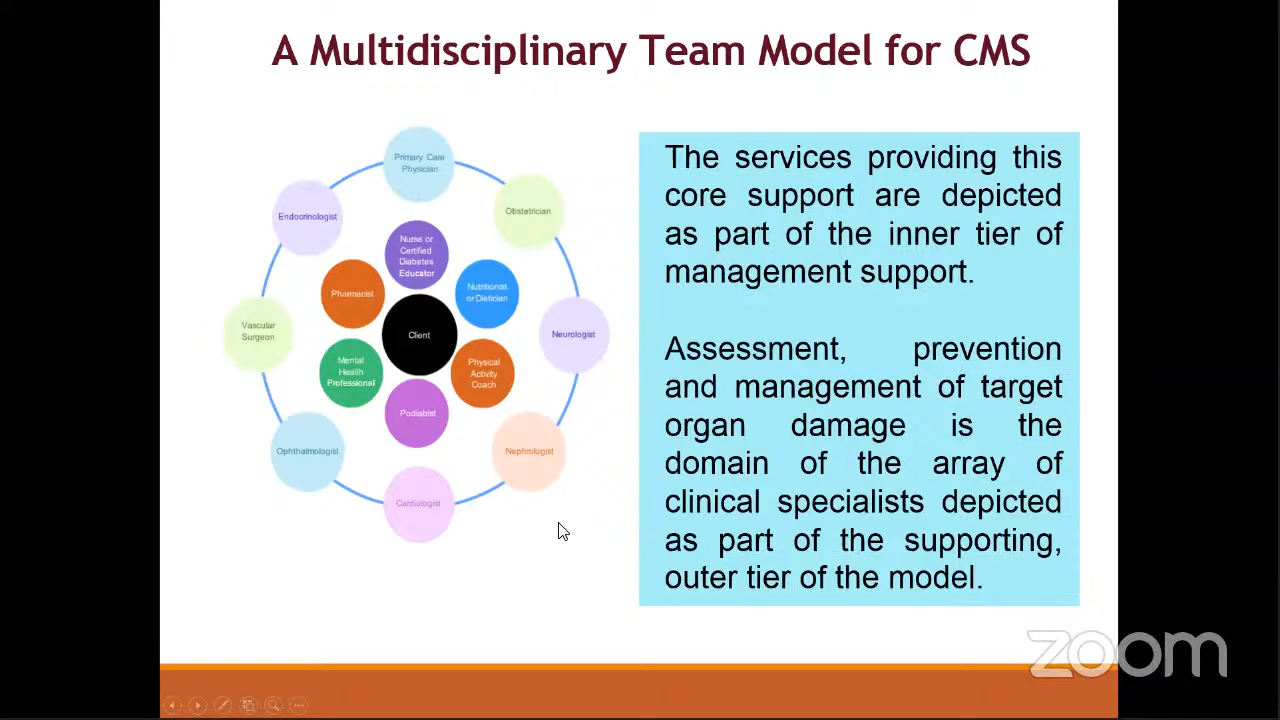 A Multidisciplinary Team Model for CMS
Primary Care
Physician
Endocrinologist
Obstetrician
Nurse or
Certified
Diabetes
Educator
Pharmacist
Nutritionist
or Dietician
Vascular
Surgeon
Client
Neurologist
Mental
Health
Professional
Physical
Activity
Coach
Podiatrist
Ophthalmologist
Nephrologist
Cardiologist
The services providing this
core support are depicted
as part of the inner tier of
management support.
Assessment, prevention
and management of target
organ damage is the
domain of the array of
clinical specialists depicted
as part of the supporting,
outer tier of the model.
zoom